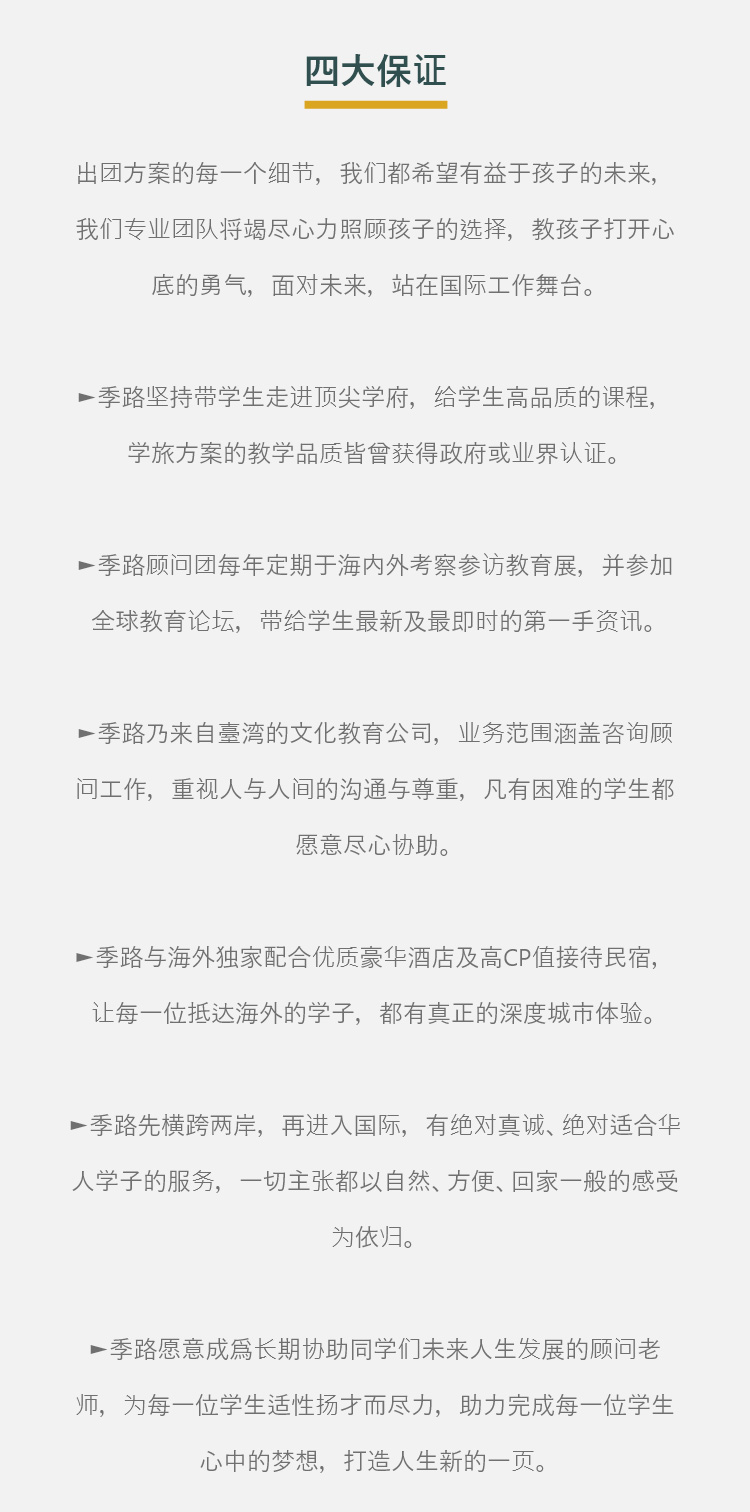 四大保证
出团方案的每一个细节，我们都希望有益于孩子的未来，
我们专业团队将竭尽心力照顾孩子的选择，教孩子打开心
底的勇气，面对未来，站在国际工作舞台。
►季路坚持带学生走进顶尖学府，给学生高品质的课程，
学旅方案的教学品质皆曾获得政府或业界认证。
►季路顾问团每年定期于海内外考察参访教育展，并参加
全球教育论坛，带给学生最新及最即时的第一手资讯。
►季路乃来自臺湾的文化教育公司，业务范围涵盖咨询顾
问工作，重视人与人间的沟通与尊重，凡有困难的学生都
愿意尽心协助。
►季路与海外独家配合优质豪华酒店及高CP值接待民宿，
让每一位抵达海外的学子，都有真正的深度城市体验。
►季路先横跨两岸，再进入国际，有绝对真诚、绝对适合华
人学子的服务，一切主张都以自然、方便、回家一般的感受
为依归。
►季路愿意成爲长期协助同学们未来人生发展的顾问老
师，为每一位学生适性扬才而尽力，助力完成每一位学生
心中的梦想，打造人生新的一页。